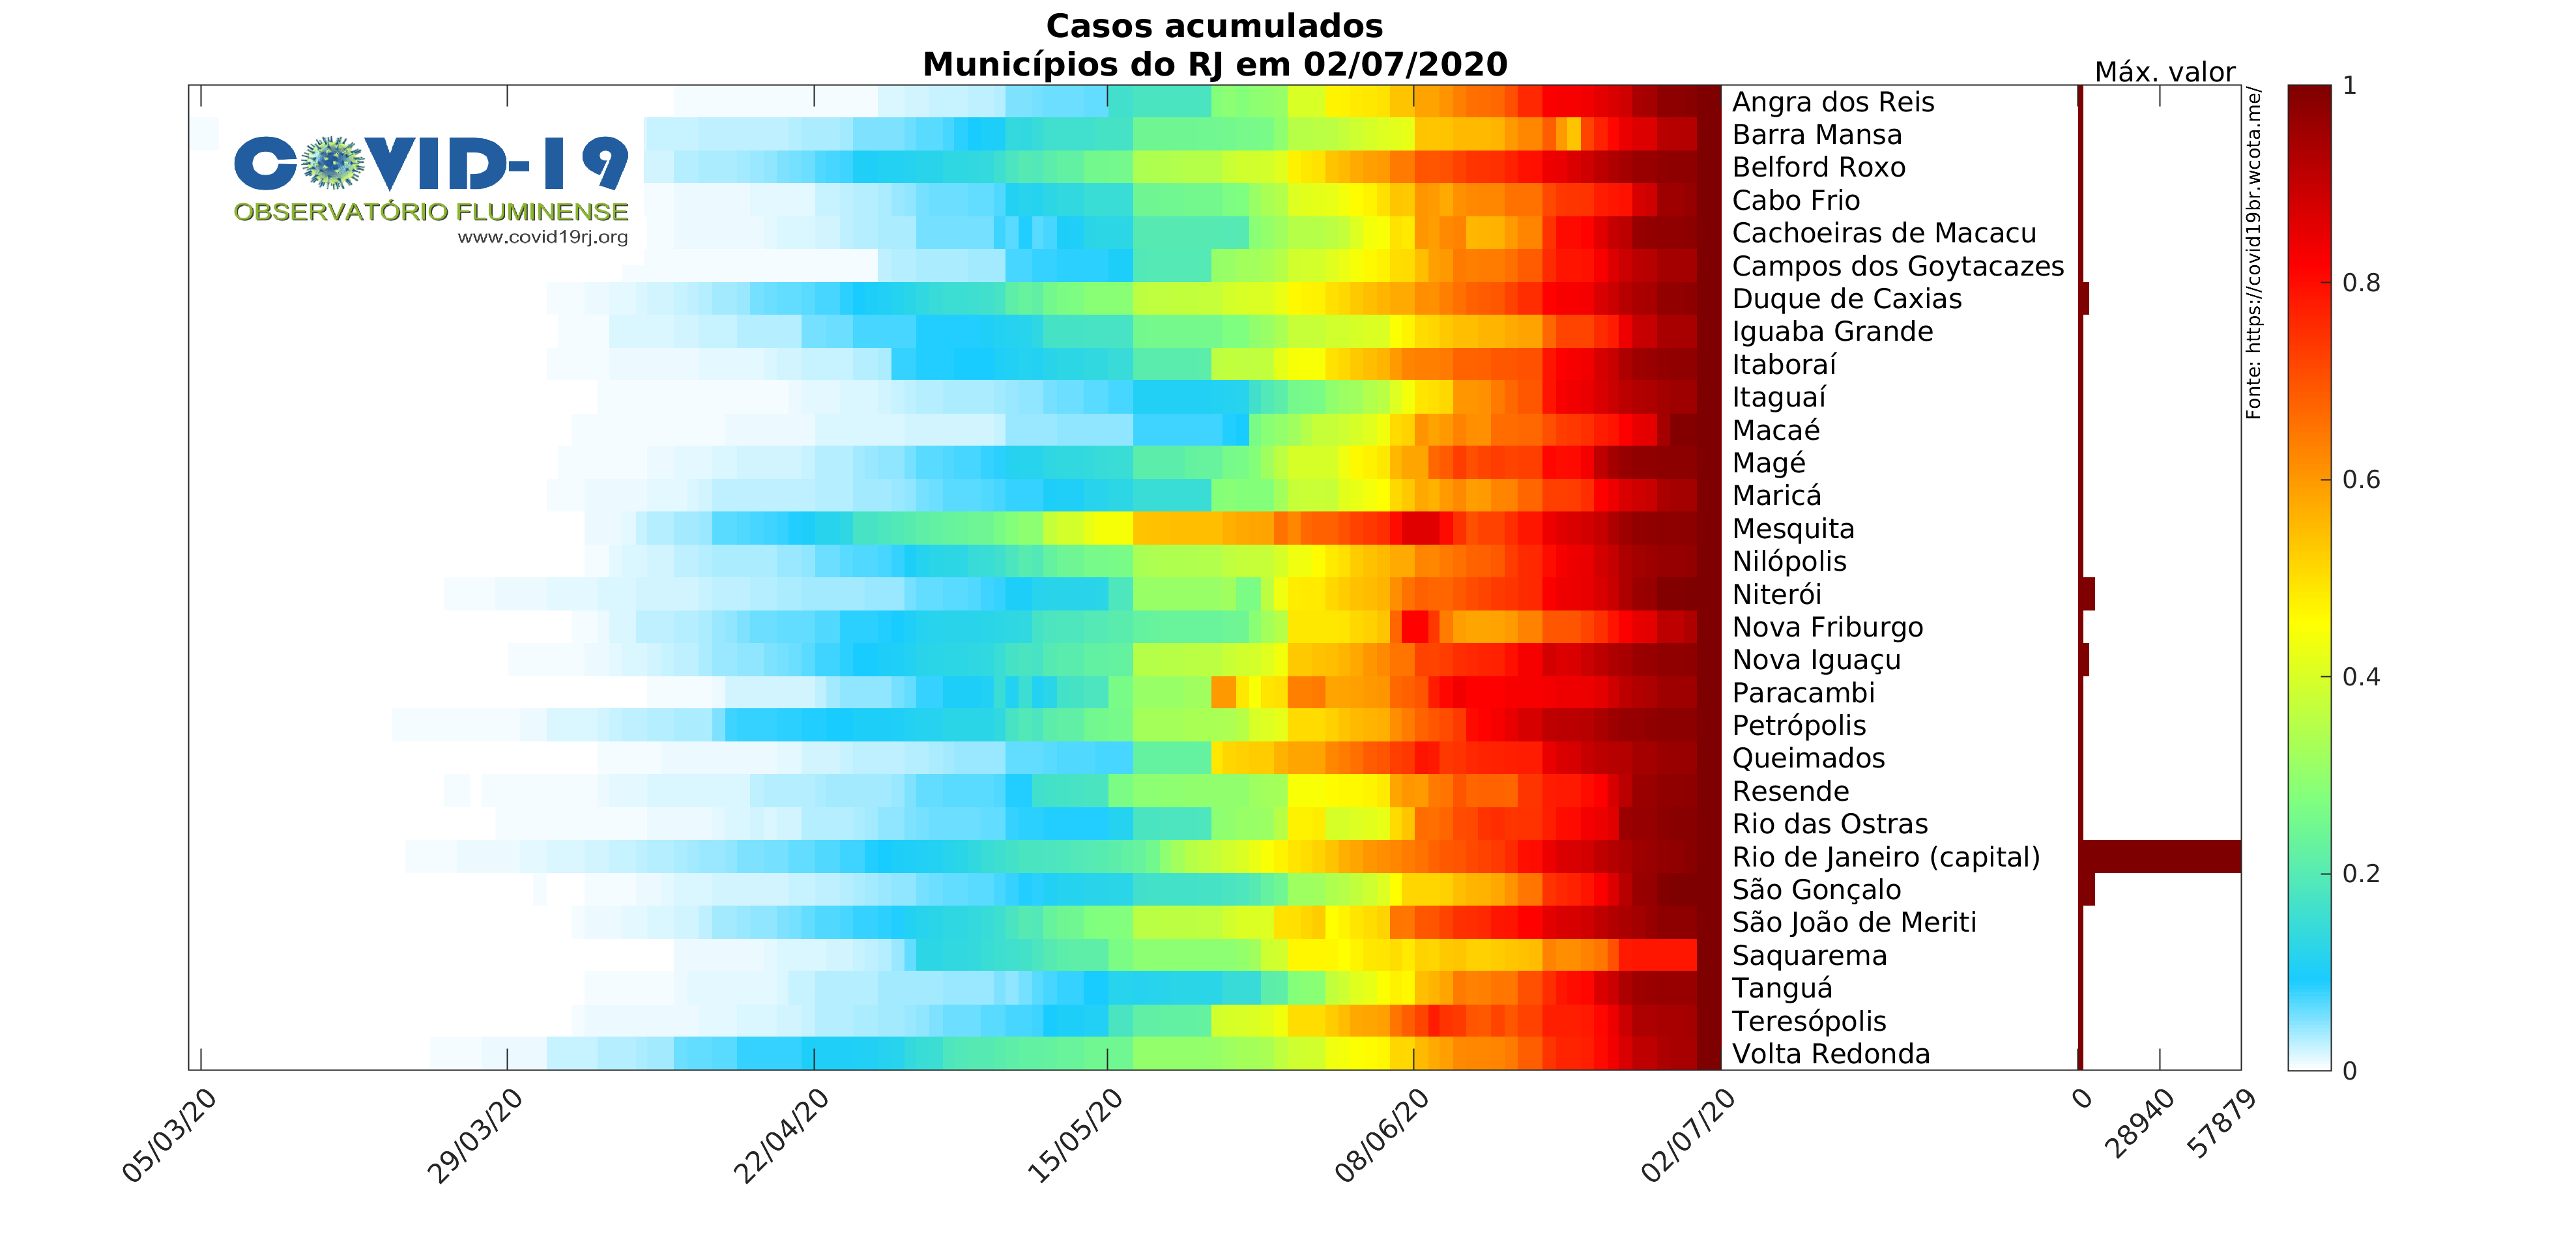 Casos acumulados
Municípios do RJ em 02/07/2020
Máx. valor
COVID-19
OBSERVATÓRIO FLUMINENSE
www.covid19rj.org
Angra dos Reis
Barra Mansa
Belford Roxo
Cabo Frio
Cachoeiras de Macacu
Campos dos Goytacazes
Duque de Caxias
Iguaba Grande
Itaboraí
Itaguaí
Macaé
Magé
Maricá
Mesquita
Nilópolis
Niterói
Nova Friburgo
Nova Iguaçu
Paracambi
Petrópolis
Queimados
Resende
Rio das Ostras
Rio de Janeiro (capital)
São Gonçalo
São João de Meriti
Saquarema
Tanguá
Teresópolis
Volta Redonda
Fonte: https://covid19br.wcota.me/
1
0.8
0.6
0.4
0.2
0
05/03/20
29/03/20
22/04/20
15/05/20
08/06/20
02/07/20
0
28940
57879